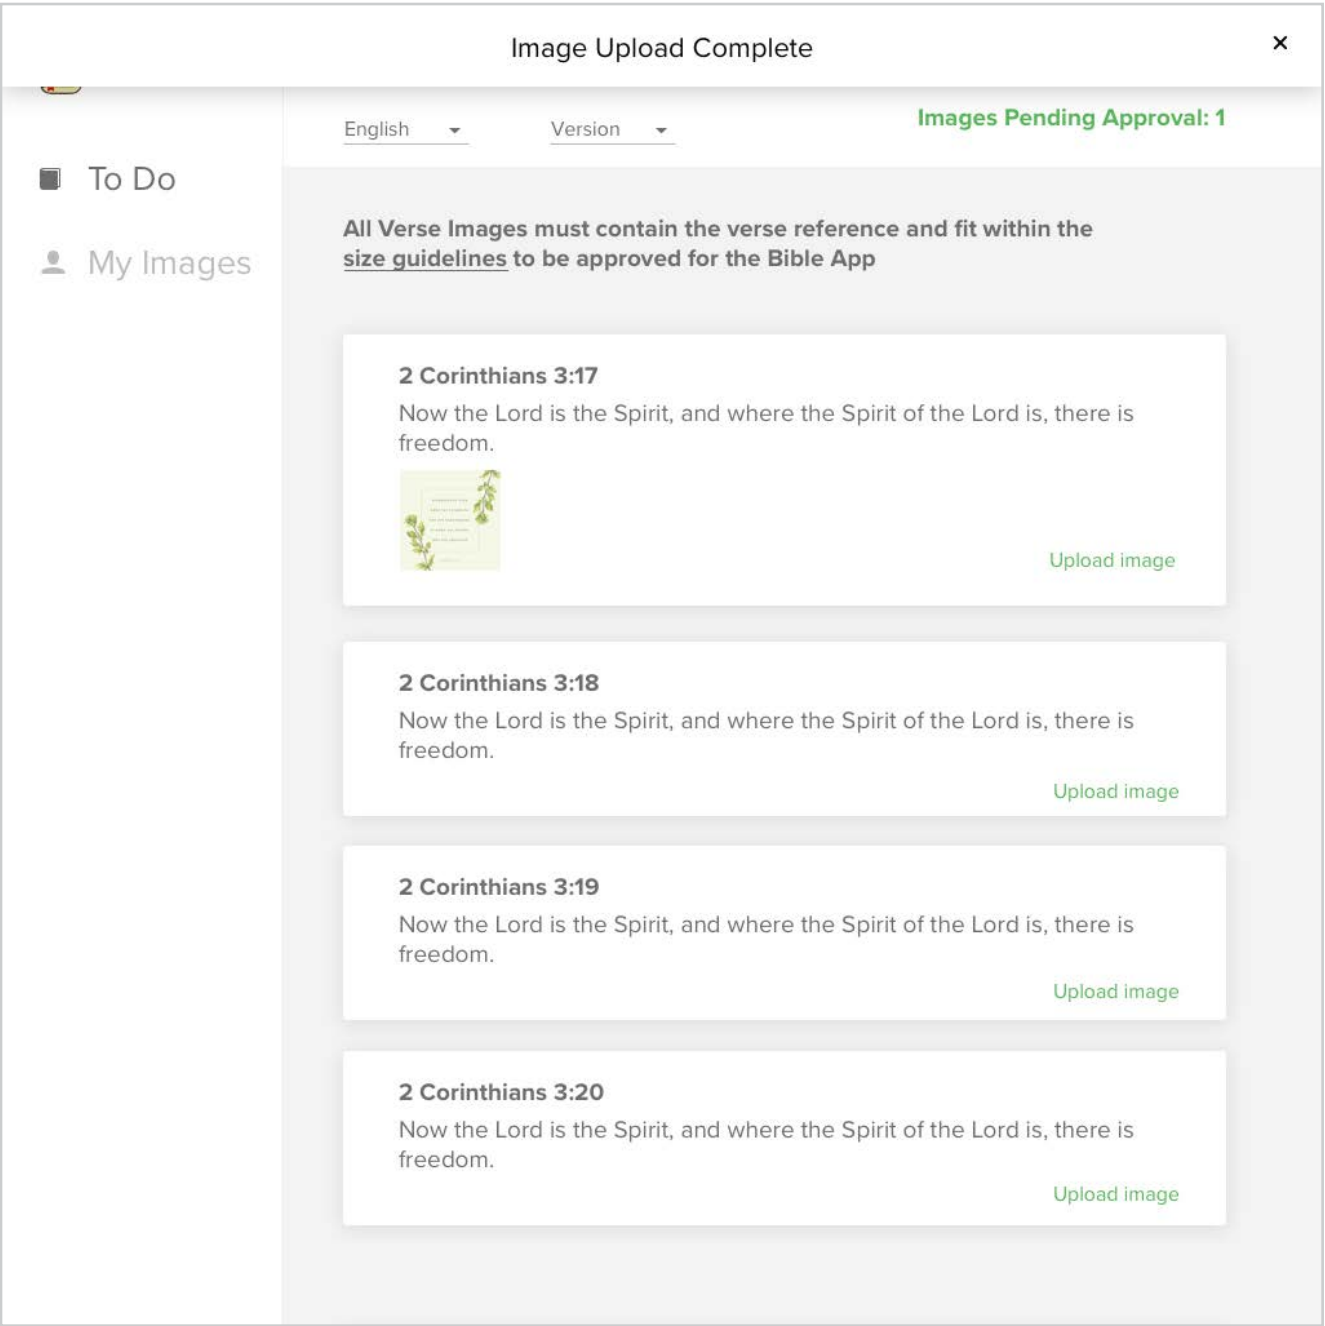 Image Upload Complete
English
Version
Images Pending Approval: 1
To Do
My Images
All Verse Images must contain the verse reference and fit within the
size guidelines to be approved for the Bible App
2 Corinthians 3:17
Now the Lord is the Spirit, and where the Spirit of the Lord is, there is
freedom.
Upload image
2 Corinthians 3:18
Now the Lord is the Spirit, and where the Spirit of the Lord is, there is
freedom.
Upload image
2 Corinthians 3:19
Now the Lord is the Spirit, and where the Spirit of the Lord is, there is
freedom.
Upload image
2 Corinthians 3:20
Now the Lord is the Spirit, and where the Spirit of the Lord is, there is
freedom.
Upload image